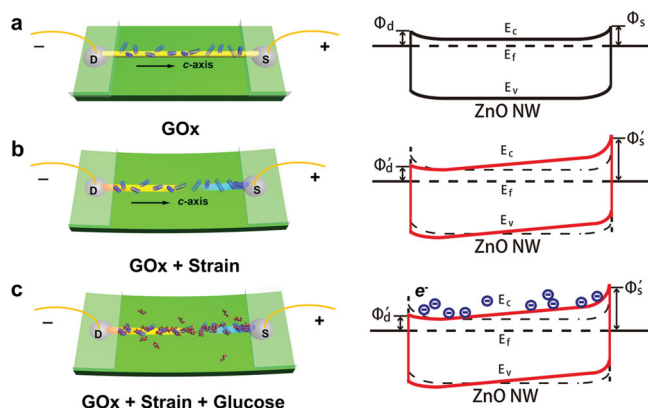 a
−
D
c-axis
S
+
GOx
Φd
Ec
Ef
Ev
ZnO NW
Φs
b
−
D
c-axis
S
+
GOx + Strain
Φ'd
Ec
Ef
Ev
ZnO NW
Φ's
c
−
D
S
+
GOx + Strain + Glucose
e-
Φ'd
Ec
Ef
Ev
ZnO NW
Φ's